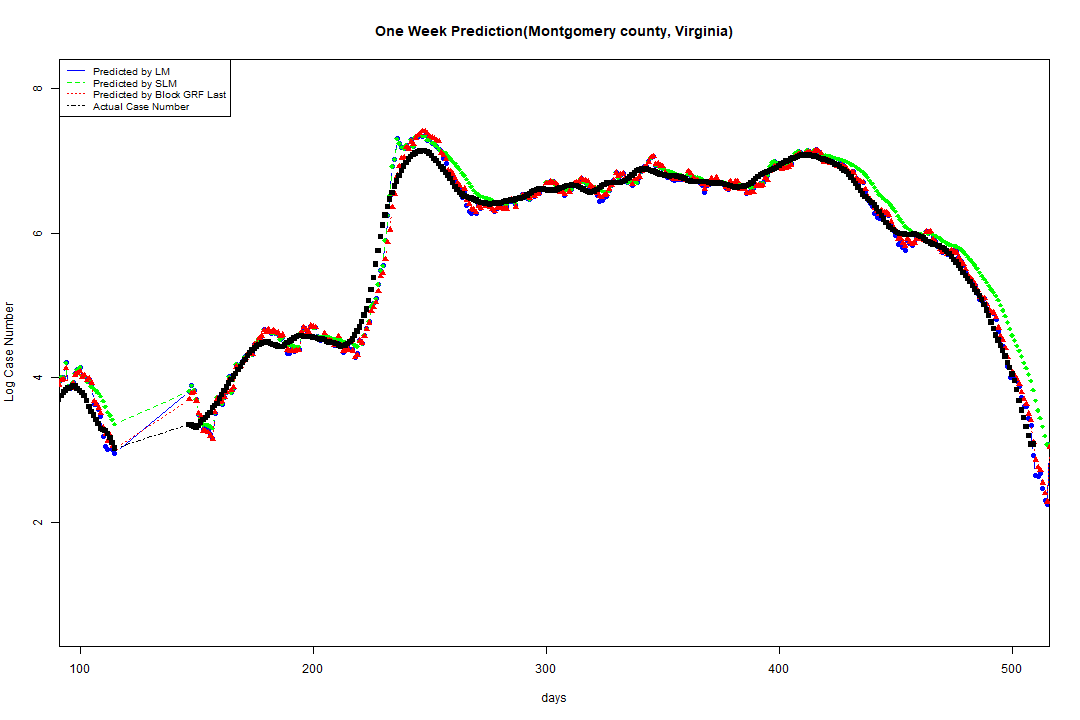 One Week Prediction(Montgomery county, Virginia)
Predicted by LM
Predicted by SLM
Predicted by Block GRF Last
Actual Case Number
8
6
4
2
Log Case Number
100 200 300 400 500
days